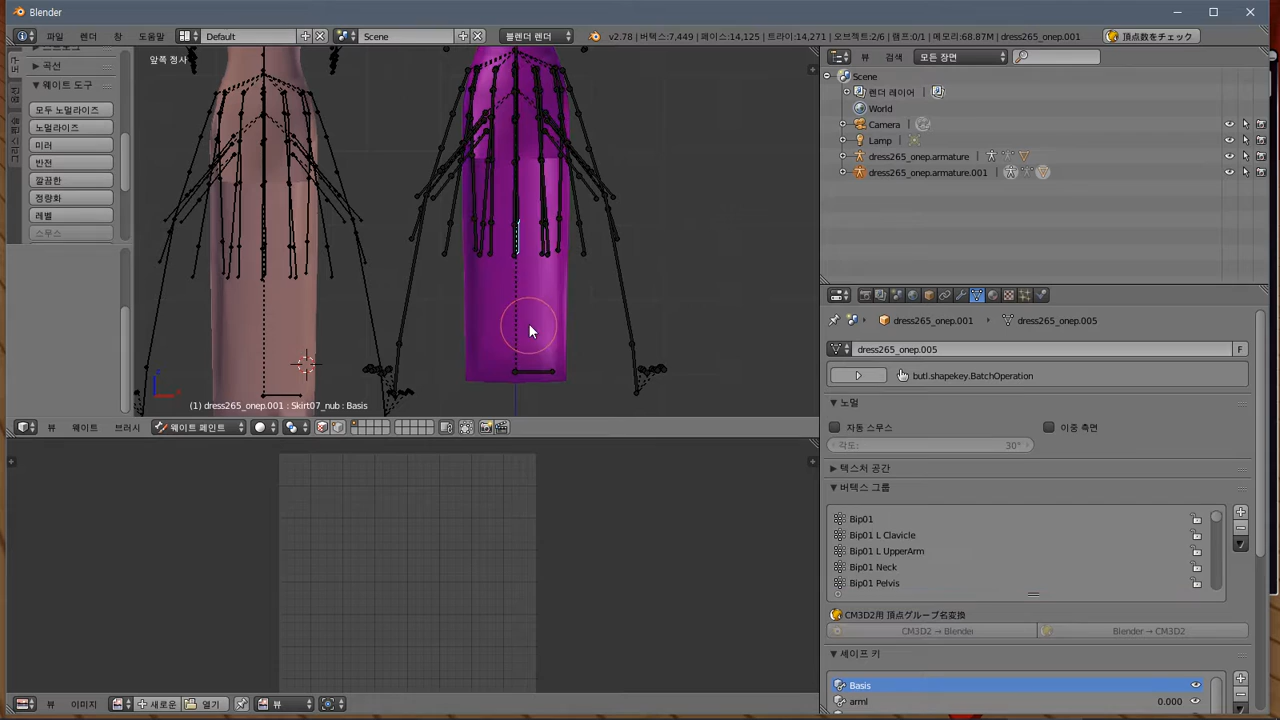 Blender
파일 렌더 창 도움말 Default Scene 블렌더 렌더 v2.78 | 버텍스:7,449 | 페이스:14,125 | 트라이:14,271 | 오브젝트:2/6 | 램프:0/1 | 메모리:68.87M | dress265_onep.001 頂点数をチェック
곡선
웨이트 도구
모두 노멀라이즈
노멀라이즈
미러
반전
깔끔한
정량화
레벨
스무스
앞쪽 정사
(1) dress265_onep.001 : Skirt07_nub : Basis
뷰 웨이트 브러시 웨이트 페인트
뷰 이미지 새로운 열기 뷰
뷰 검색 모든 장면
Scene
렌더 레이어
World
Camera
Lamp
dress265_onep.armature
dress265_onep.armature.001
dress265_onep.001 dress265_onep.005
dress265_onep.005 F
butl.shapekey.BatchOperation
노멀
자동 스무스 이중 측면
각도: 30°
텍스처 공간
버텍스 그룹
Bip01
Bip01 L Clavicle
Bip01 L UpperArm
Bip01 Neck
Bip01 Pelvis
CM3D2用 頂点グループ名変換
CM3D2 → Blender Blender → CM3D2
셰이프 키
Basis
arml 0.000